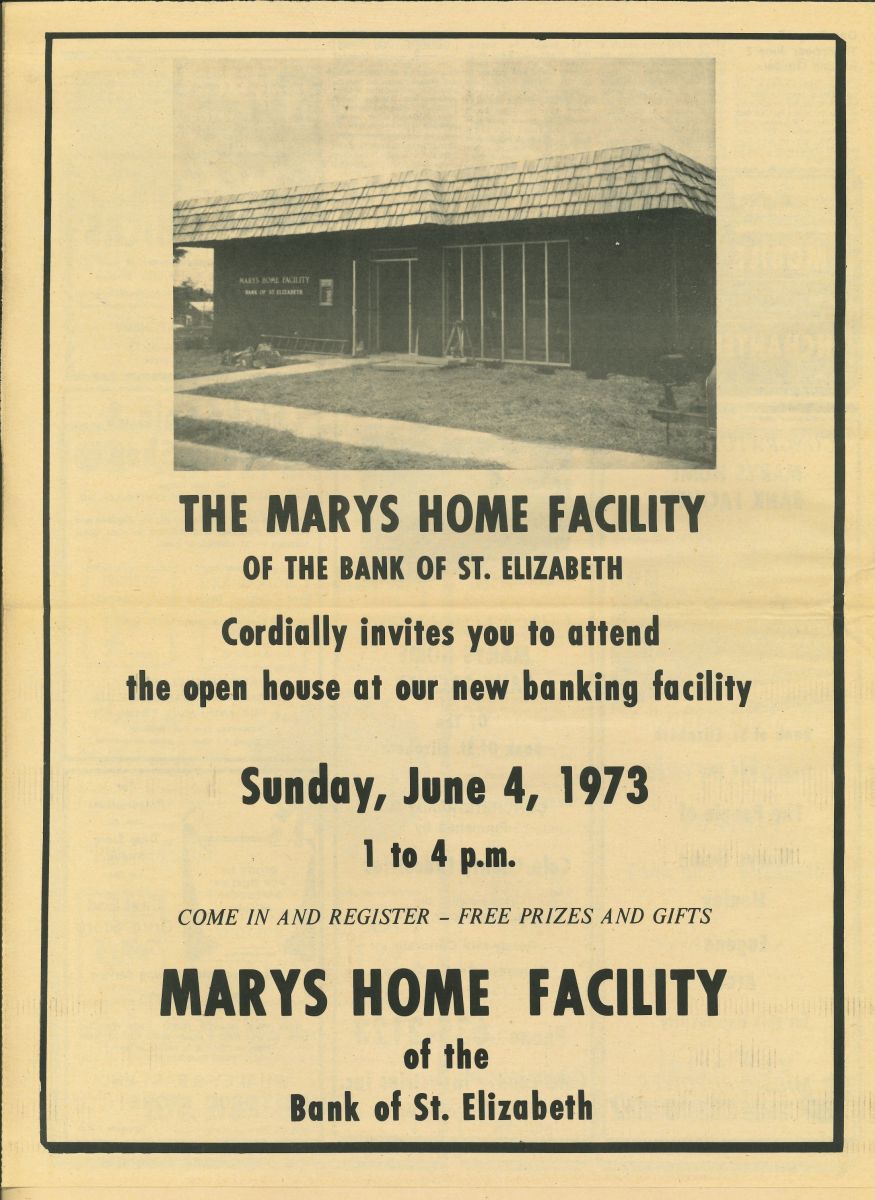 MARYS HOME FACILITY
BANK OF ST ELIZABETH
THE MARYS HOME FACILITY
OF THE BANK OF ST. ELIZABETH
Cordially invites you to attend
the open house at our new banking facility
Sunday, June 4, 1973
1 to 4 p.m.
COME IN AND REGISTER – FREE PRIZES AND GIFTS
MARYS HOME FACILITY
of the
Bank of St. Elizabeth